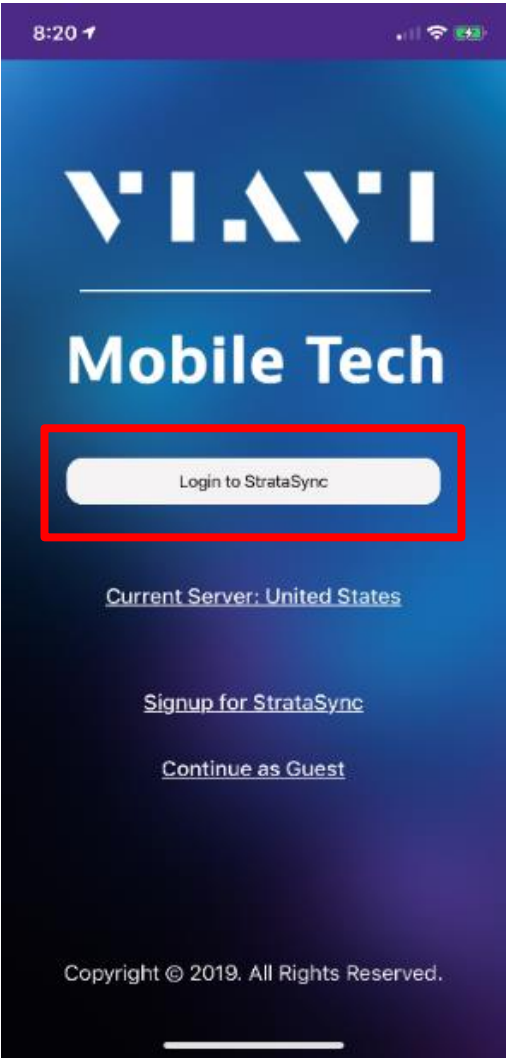 8:20
VIAVI
Mobile Tech
Login to StrataSync
Current Server: United States
Signup for StrataSync
Continue as Guest
Copyright © 2019. All Rights Reserved.